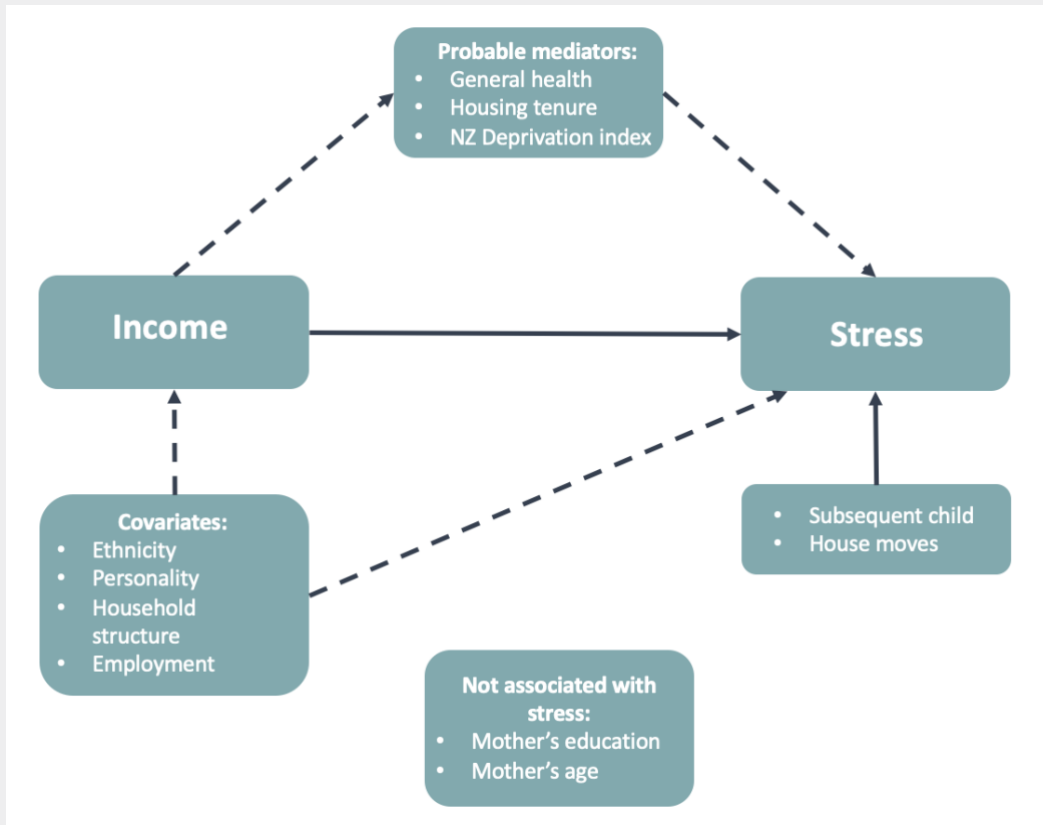 Probable mediators:
• General health
• Housing tenure
• NZ Deprivation index
Income
Stress
Covariates:
• Ethnicity
• Personality
• Household
structure
• Employment
• Subsequent child
• House moves
Not associated with
stress:
• Mother’s education
• Mother’s age